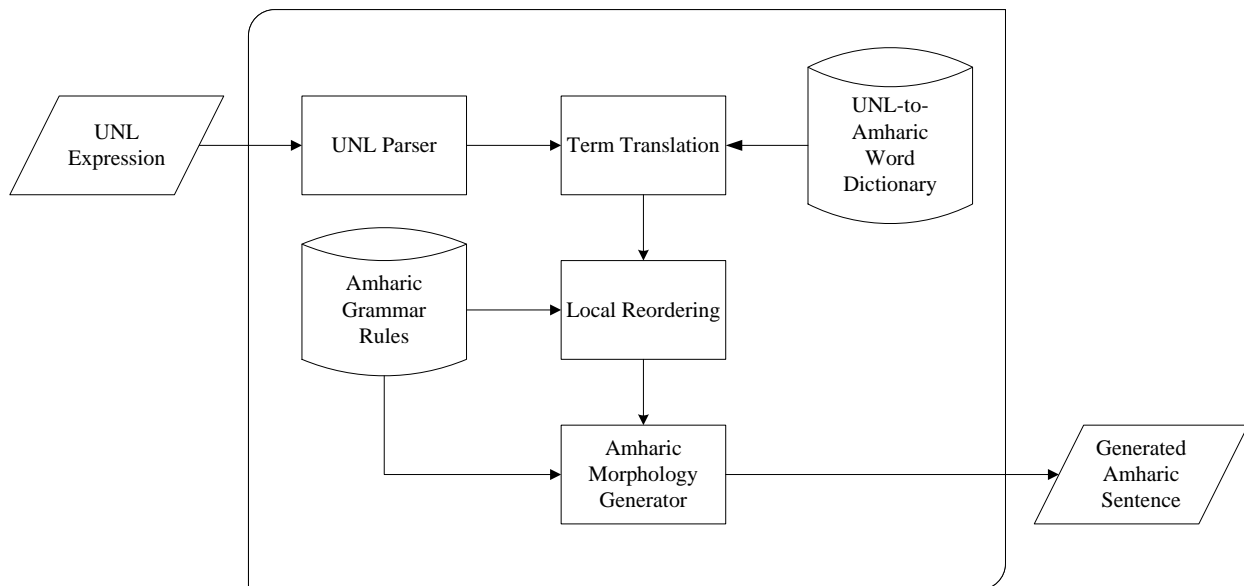 UNL
Expression
UNL Parser
Term Translation
UNL-to-
Amharic
Word
Dictionary
Amharic
Grammar
Rules
Local Reordering
Amharic
Morphology
Generator
Generated
Amharic
Sentence